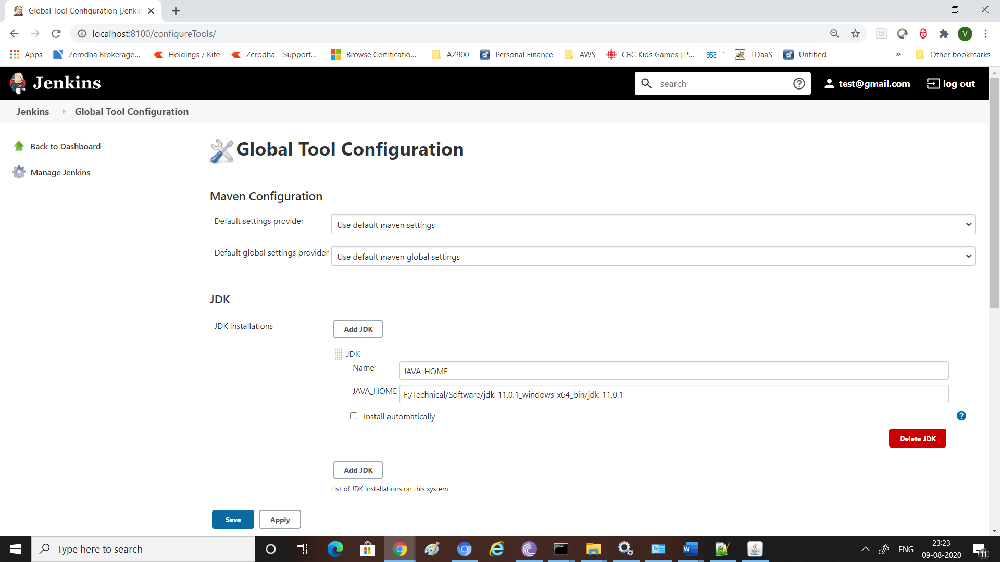 Global Tool Configuration [Jenkin
localhost:8100/configureTools/
V
Apps Zerodha Brokerage... Holdings / Kite Zerodha – Support... Browse Certificatio... AZ900 Personal Finance AWS CBC Kids Games | P... BSE ` TDaaS Untitled » Other bookmarks
Jenkins search test@gmail.com log out
Jenkins Global Tool Configuration
Back to Dashboard
Manage Jenkins
Global Tool Configuration
Maven Configuration
Default settings provider Use default maven settings
Default global settings provider Use default maven global settings
JDK
JDK installations Add JDK
JDK
Name JAVA_HOME
JAVA_HOME F:/Technical/Software/jdk-11.0.1_windows-x64_bin/jdk-11.0.1
Install automatically
Delete JDK
Add JDK
List of JDK installations on this system
Save Apply
Type here to search
ENG
23:23
09-08-2020
11